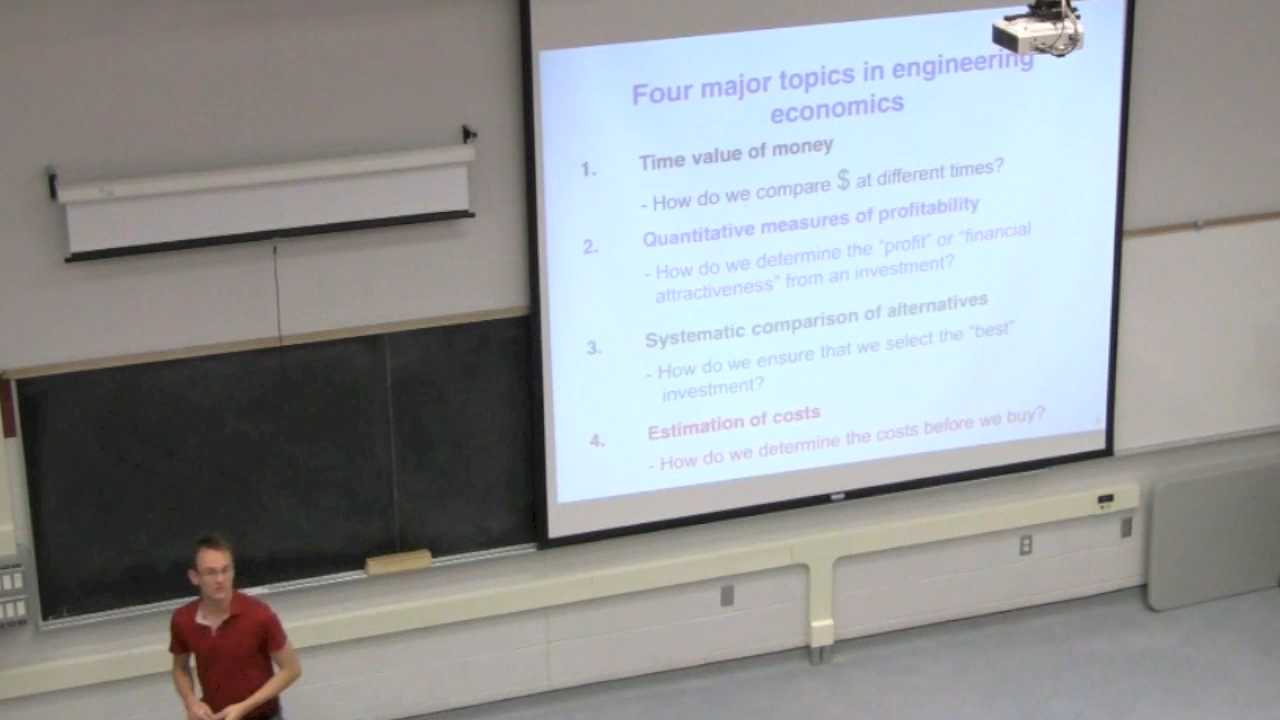 Four major topics in engineering
economics
1. Time value of money
- How do we compare $ at different times?
2. Quantitative measures of profitability
- How do we determine the "profit" or "financial
attractiveness" from an investment?
3. Systematic comparison of alternatives
- How do we ensure that we select the "best"
investment?
4. Estimation of costs
- How do we determine the costs before we buy?